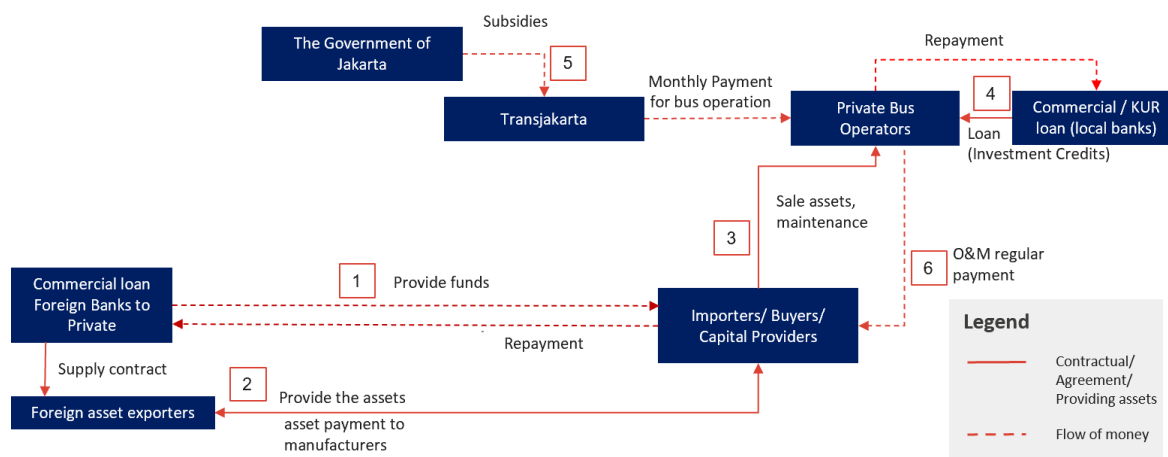 The Government of
Jakarta
Subsidies
5
Transjakarta
Monthly Payment
for bus operation
Repayment
Private Bus
Operators
4
Commercial / KUR
loan (local banks)
Loan
(Investment Credits)
Sale assets,
maintenance
3
6
O&M regular
payment
Commercial loan
Foreign Banks to
Private
1
Provide funds
Repayment
Importers/ Buyers/
Capital Providers
Supply contract
2
Provide the assets
asset payment to
manufacturers
Foreign asset exporters
Legend
Contractual/
Agreement/
Providing assets
Flow of money